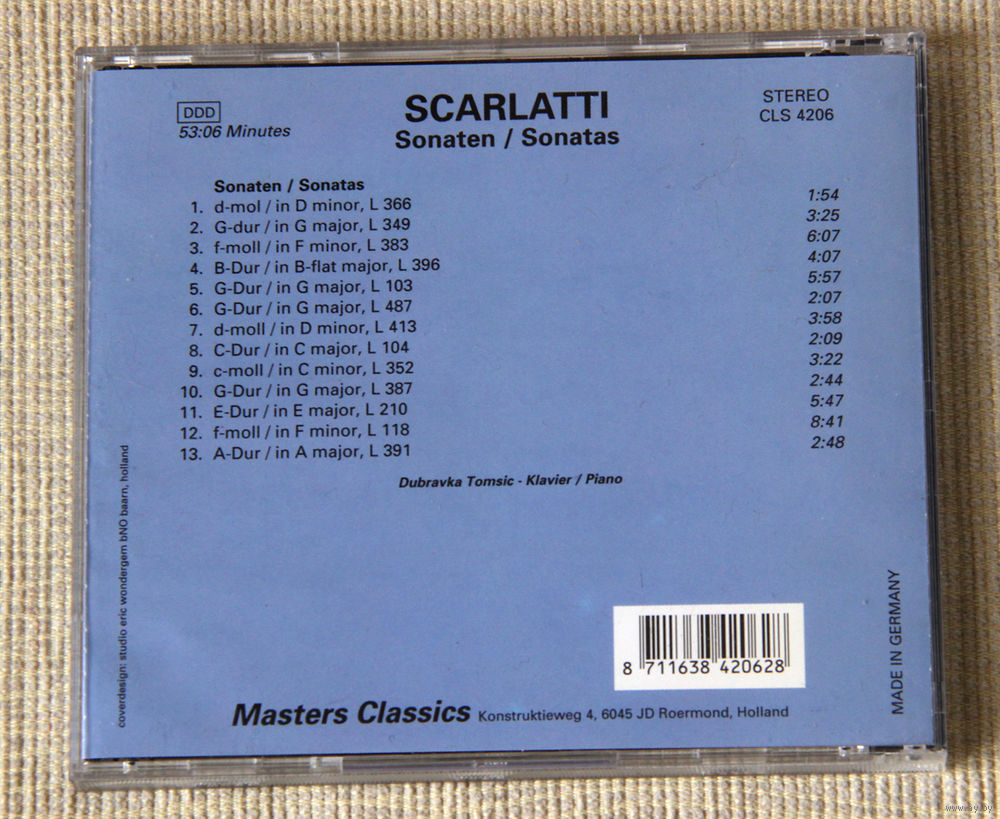 DDD
53:06 Minutes
SCARLATTI
Sonaten / Sonatas
STEREO
CLS 4206
Sonaten / Sonatas
1. d-mol / in D minor, L 366 1:54
2. G-dur / in G major, L 349 3:25
3. f-moll / in F minor, L 383 6:07
4. B-Dur / in B-flat major, L 396 4:07
5. G-Dur / in G major, L 103 5:57
6. G-Dur / in G major, L 487 2:07
7. d-moll / in D minor, L 413 3:58
8. C-Dur / in C major, L 104 2:09
9. c-moll / in C minor, L 352 3:22
10. G-Dur / in G major, L 387 2:44
11. E-Dur / in E major, L 210 5:47
12. f-moll / in F minor, L 118 8:41
13. A-Dur / in A major, L 391 2:48
Dubravka Tomsic - Klavier / Piano
coverdesign: studio eric wondergem bNO baarn, holland
8 711638 420628
MADE IN GERMANY
Masters Classics Konstruktieweg 4, 6045 JD Roermond, Holland
www.ay.by